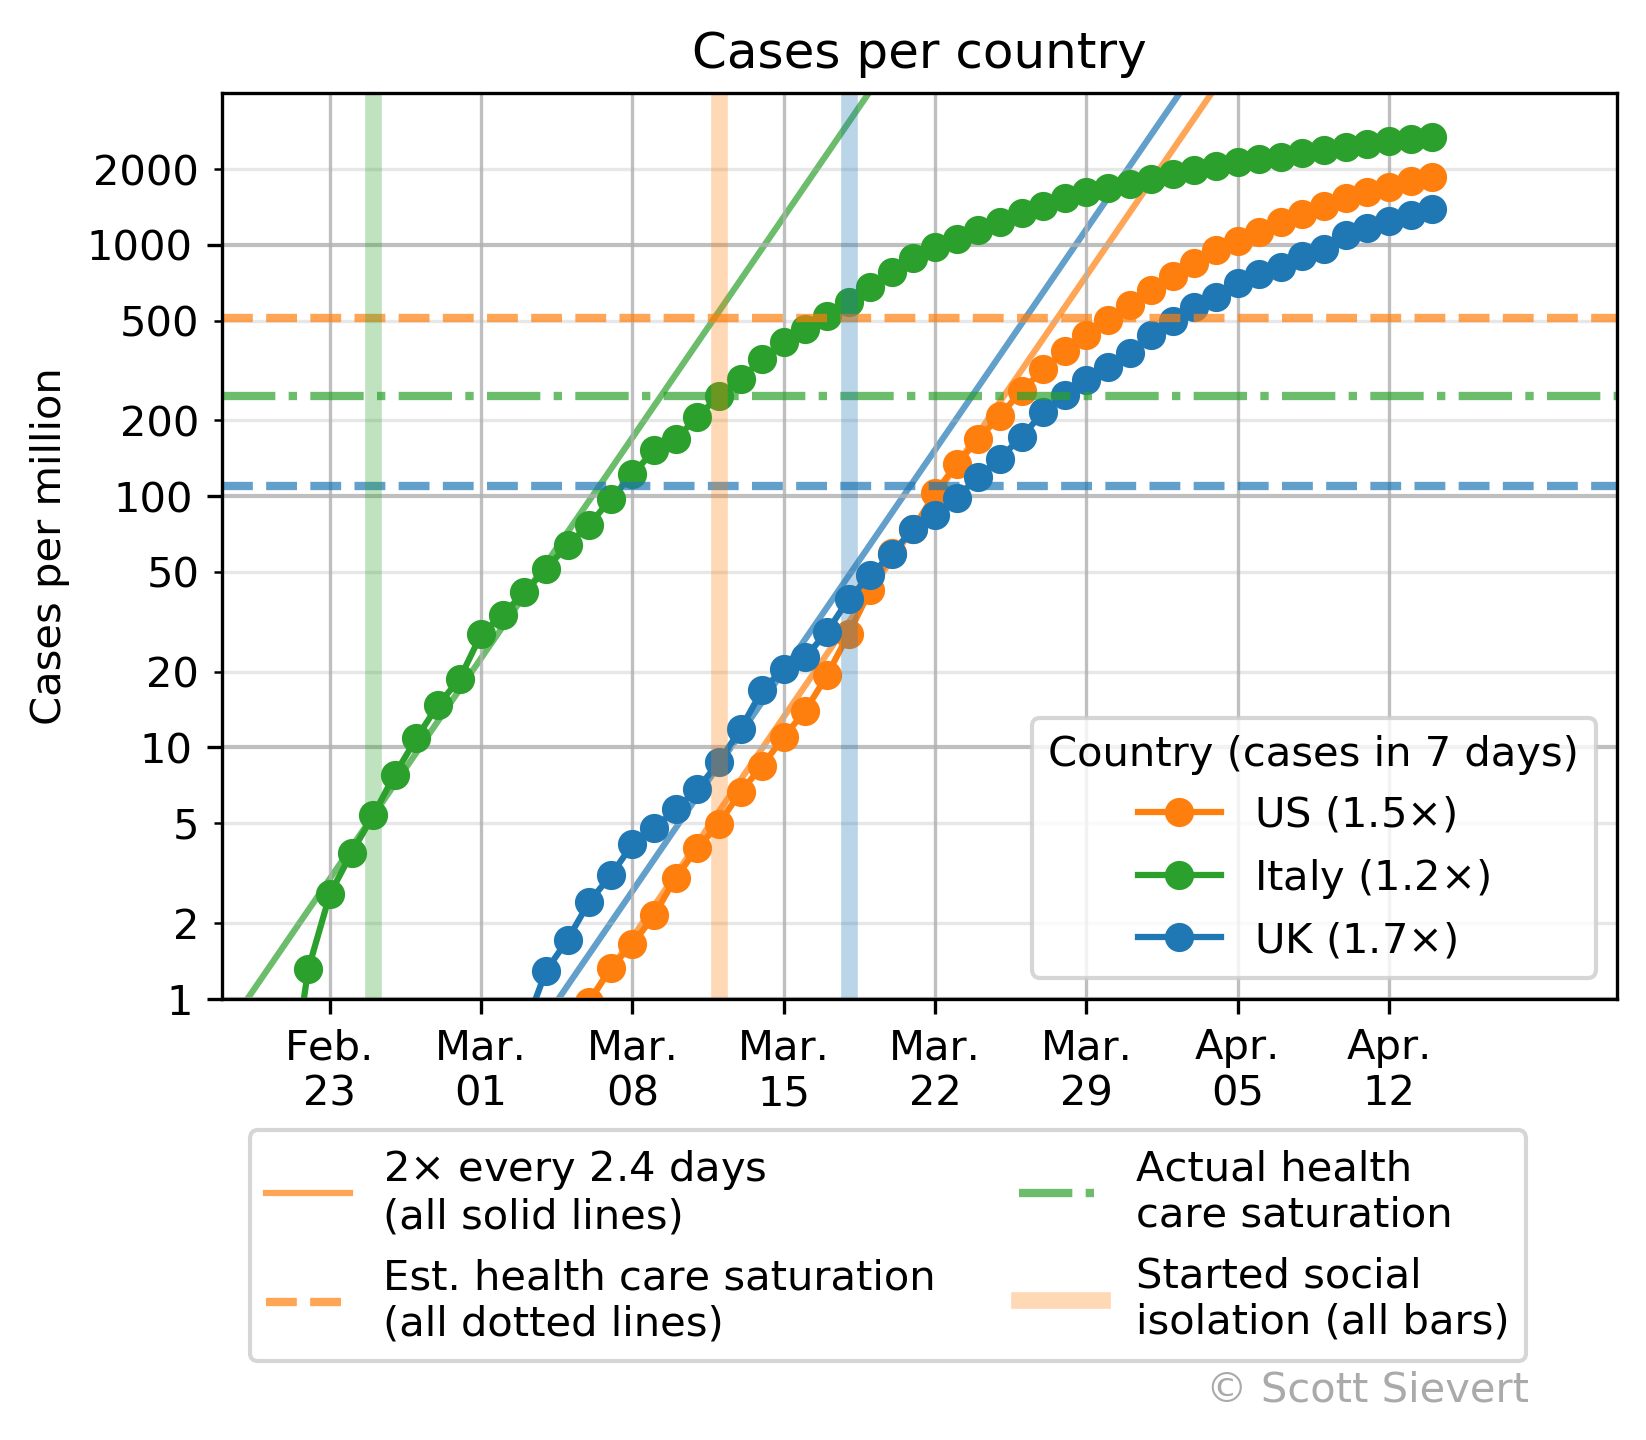 Cases per country
Cases per million
2000
1000
500
200
100
50
20
10
5
2
1
Country (cases in 7 days)
US (1.5×)
Italy (1.2×)
UK (1.7×)
Feb. Mar. Mar. Mar. Mar. Mar. Apr. Apr.
23 01 08 15 22 29 05 12
2× every 2.4 days
(all solid lines)
Est. health care saturation
(all dotted lines)
Actual health
care saturation
Started social
isolation (all bars)
© Scott Sievert